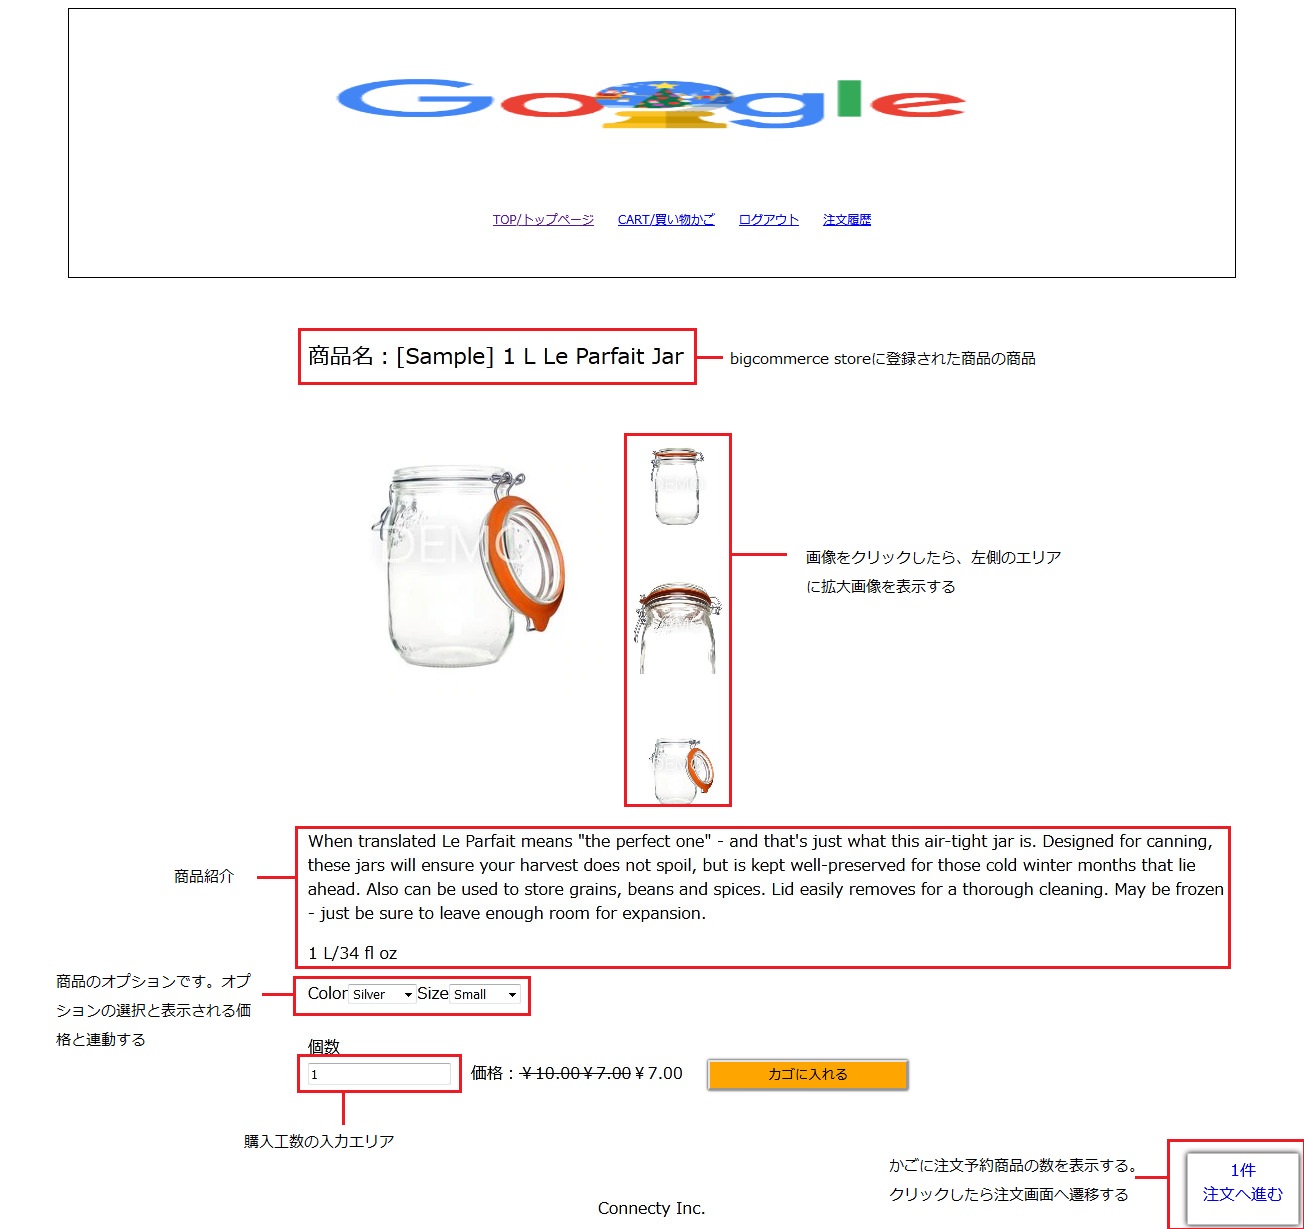 Google
TOP/トップページ CART/買い物かご ログアウト 注文履歴
商品名：[Sample] 1 L Le Parfait Jar
bigcommerce storeに登録された商品の商品
DEMO
DEMO
画像をクリックしたら、左側のエリア
に拡大画像を表示する
DEMO
When translated Le Parfait means "the perfect one" - and that's just what this air-tight jar is. Designed for canning,
these jars will ensure your harvest does not spoil, but is kept well-preserved for those cold winter months that lie
ahead. Also can be used to store grains, beans and spices. Lid easily removes for a thorough cleaning. May be frozen
- just be sure to leave enough room for expansion.
商品紹介
1 L/34 fl oz
商品のオプションです。オプ
ションの選択と表示される価
格と連動する
Color Silver Size Small
個数
1 価格：￥10.00￥7.00￥7.00 カゴに入れる
購入工数の入力エリア
かごに注文予約商品の数を表示する。
クリックしたら注文画面へ遷移する
1件
注文へ進む
Connecty Inc.